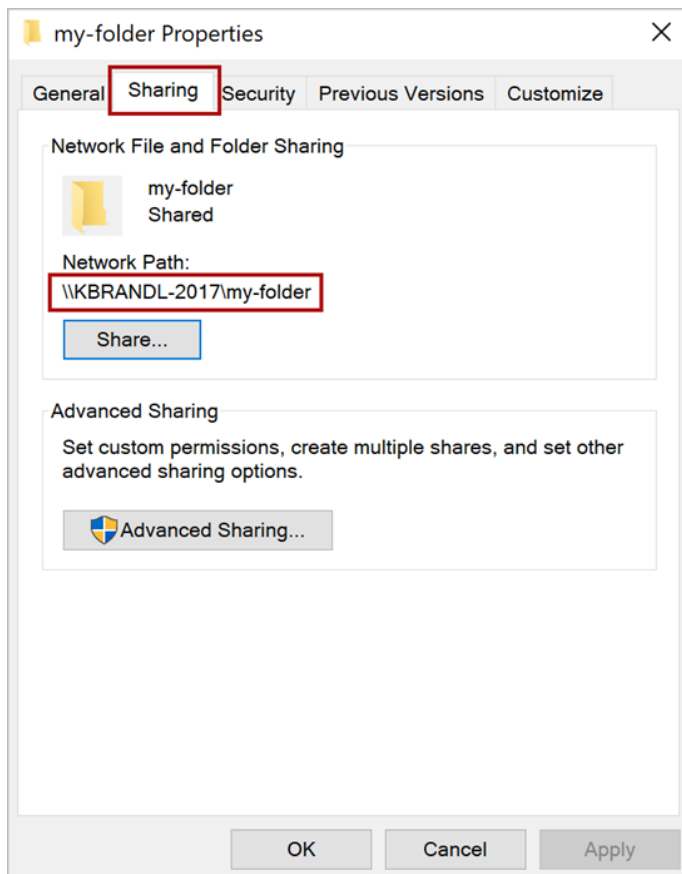 my-folder Properties
General Sharing Security Previous Versions Customize
Network File and Folder Sharing
my-folder
Shared
Network Path:
\\KBRANDL-2017\my-folder
Share...
Advanced Sharing
Set custom permissions, create multiple shares, and set other
advanced sharing options.
Advanced Sharing...
OK Cancel Apply